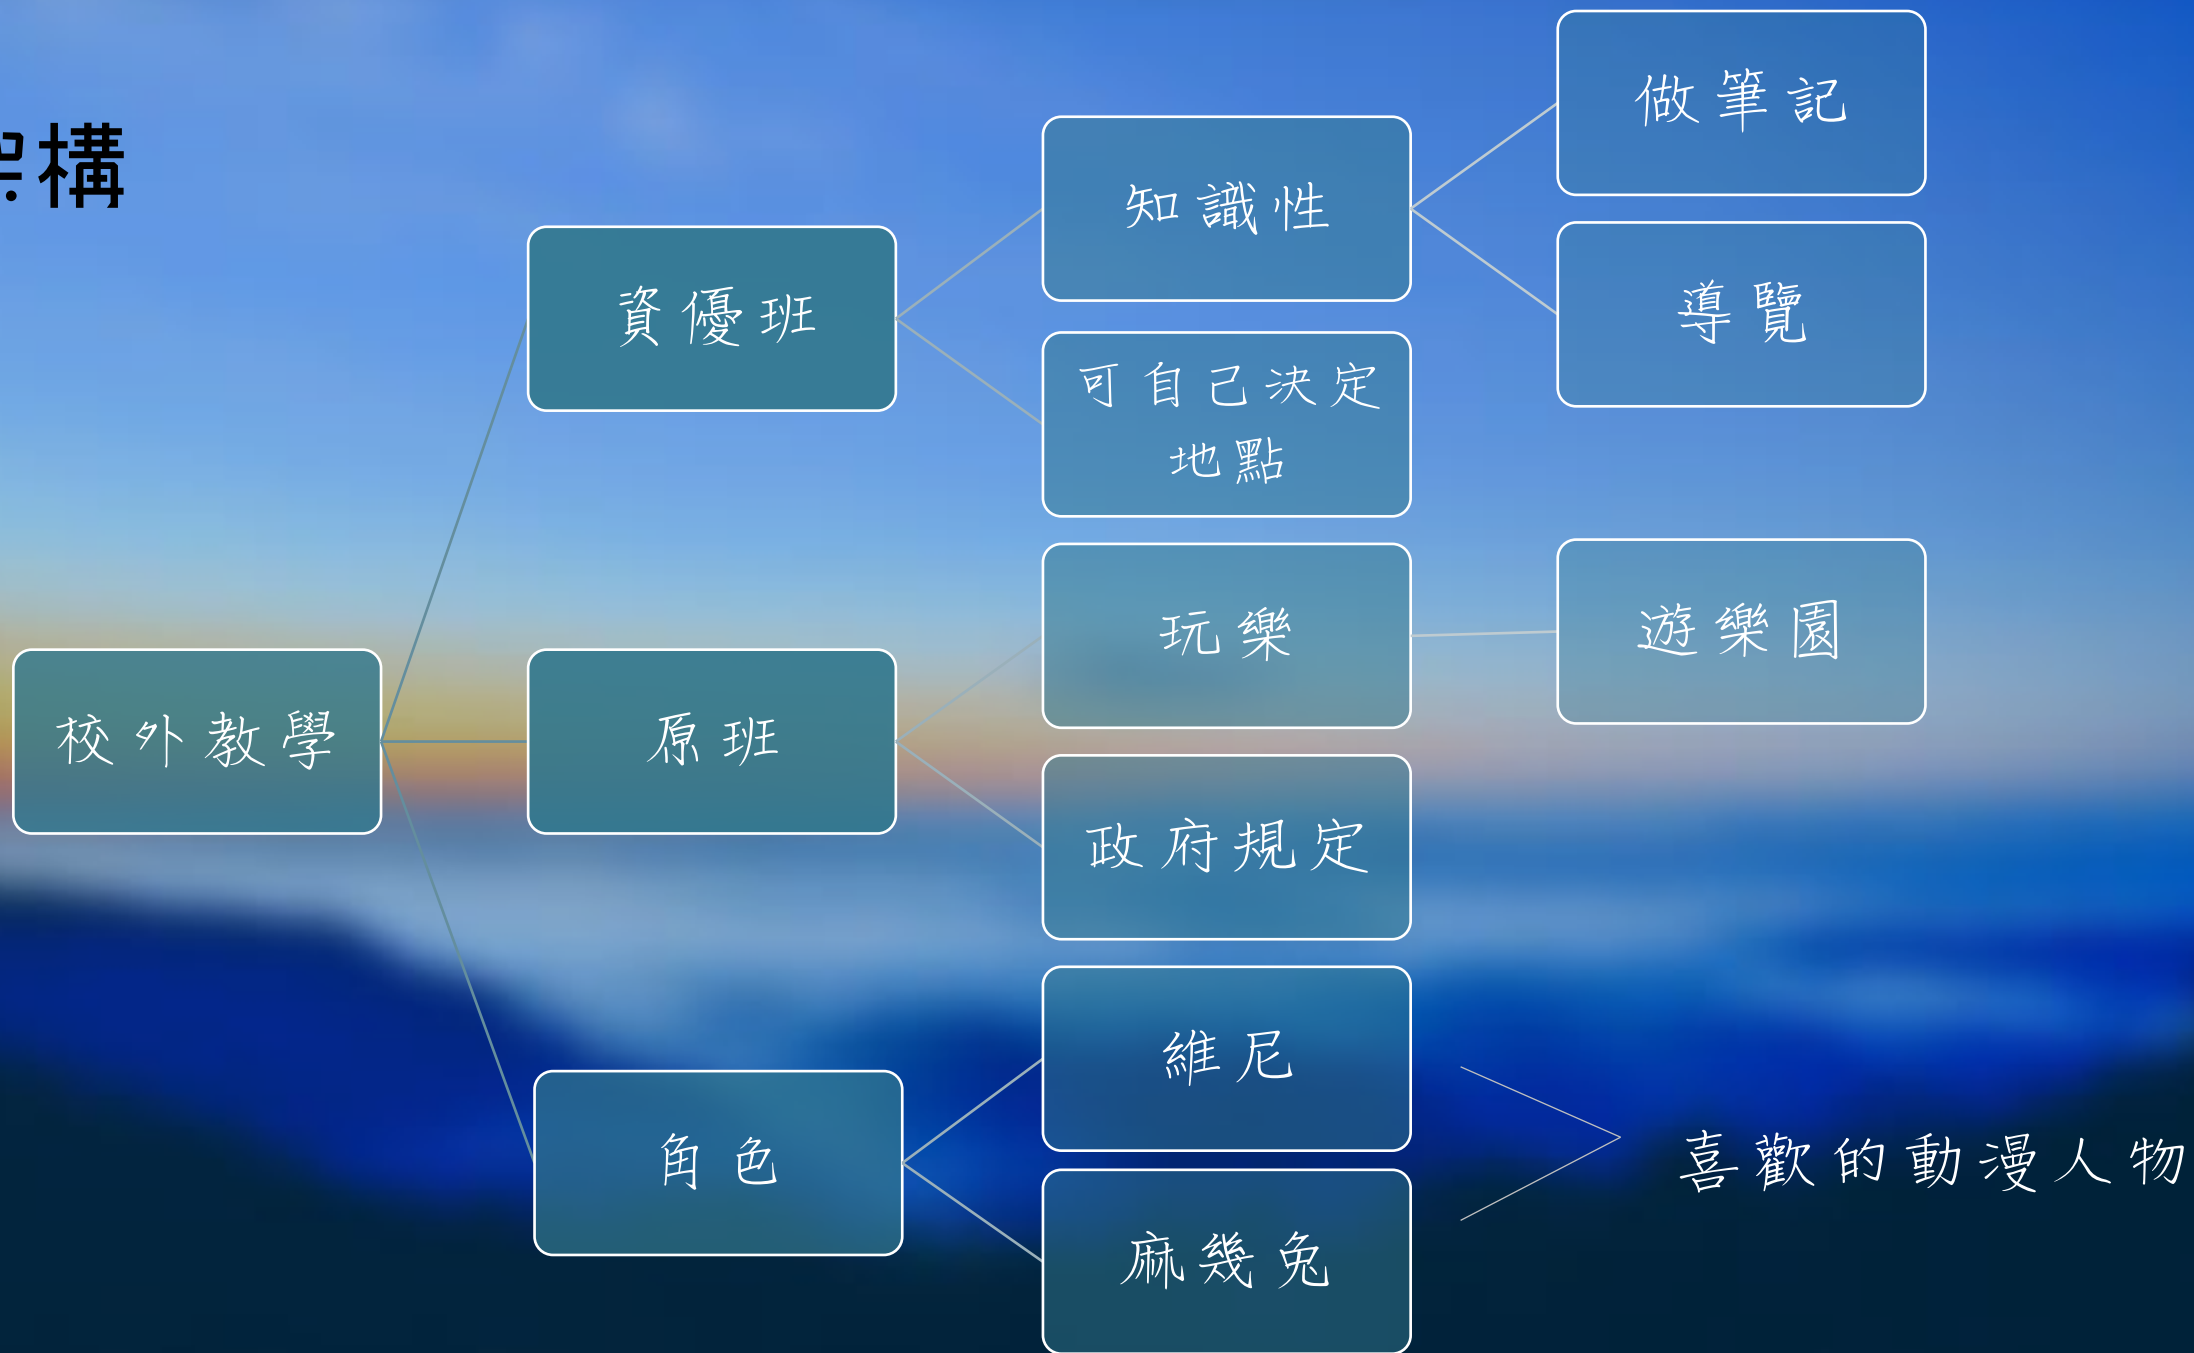 架構
校外教學
資優班
知識性
做筆記
導覽
可自己決定
地點
原班
玩樂
遊樂園
政府規定
角色
維尼
麻幾兔
喜歡的動漫人物